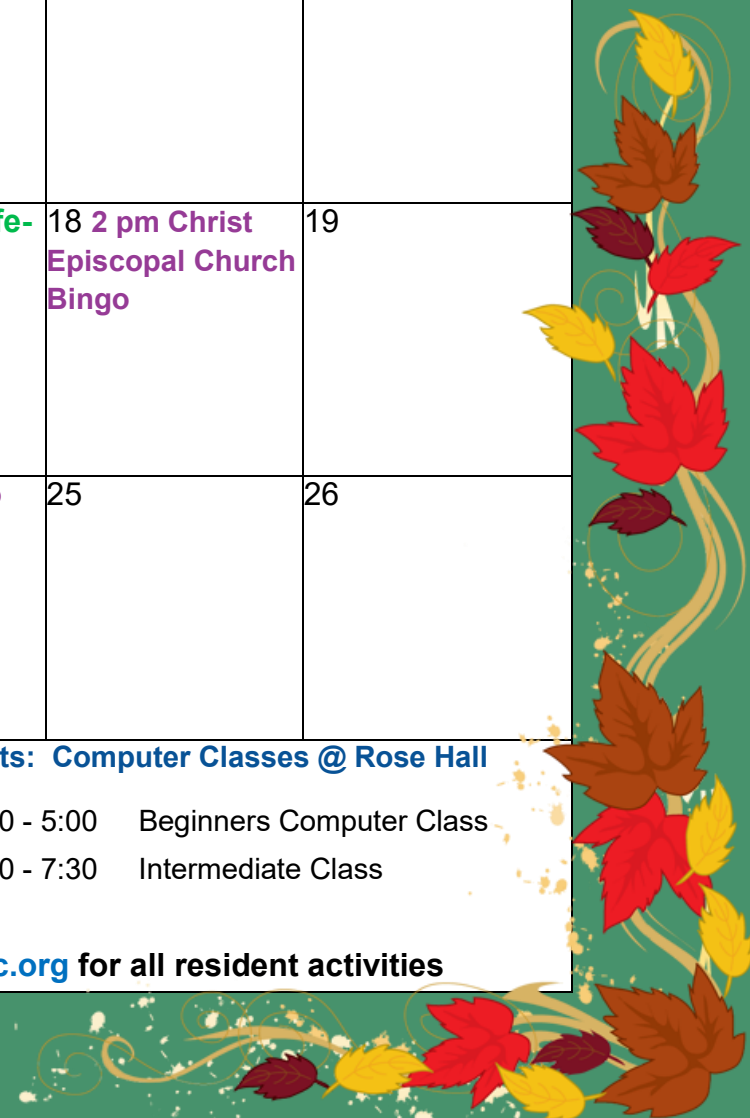 fe-
18 2 pm Christ
Episcopal Church
Bingo
19
25
26
ts: Computer Classes @ Rose Hall
0 - 5:00 Beginners Computer Class
0 - 7:30 Intermediate Class
c.org for all resident activities